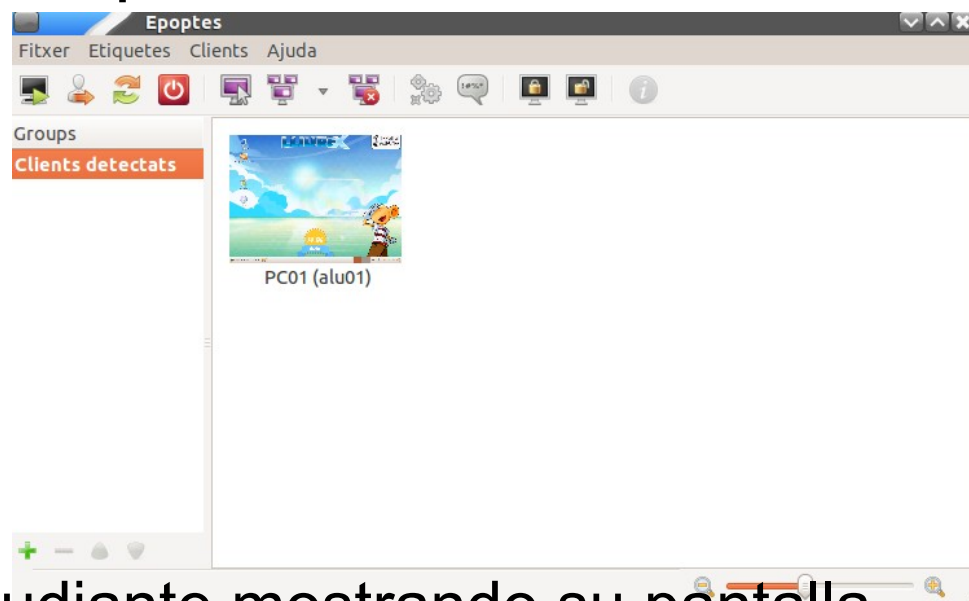 Epoptes
Fitxer Etiquetes Clients Ajuda
Groups
Clients detectats
PC01 (alu01)
udiante mostrando su pantalla